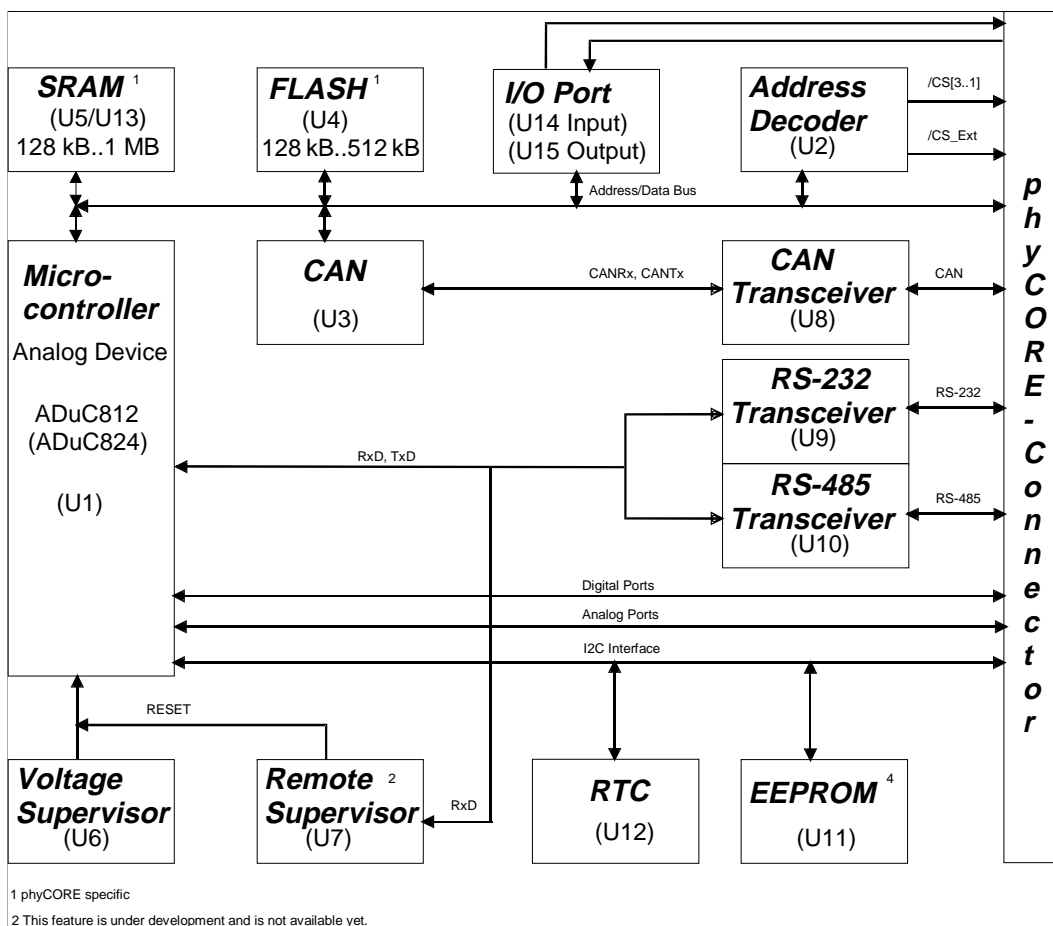 SRAM 1
(U5/U13)
128 kB..1 MB
FLASH 1
(U4)
128 kB..512 kB
I/O Port
(U14 Input)
(U15 Output)
Address
Decoder
(U2)
/CS[3..1]
/CS_Ext
Address/Data Bus
phyCORE-Connector
Micro-
controller
Analog Device
ADuC812
(ADuC824)
(U1)
CAN
(U3)
CANRx, CANTx
CAN
Transceiver
(U8)
CAN
RS-232
Transceiver
(U9)
RS-232
RxD, TxD
RS-485
Transceiver
(U10)
RS-485
Digital Ports
Analog Ports
I2C Interface
RESET
Voltage
Supervisor
(U6)
Remote 2
Supervisor
(U7)
RxD
RTC
(U12)
EEPROM 4
(U11)
1 phyCORE specific
2 This feature is under development and is not available yet.